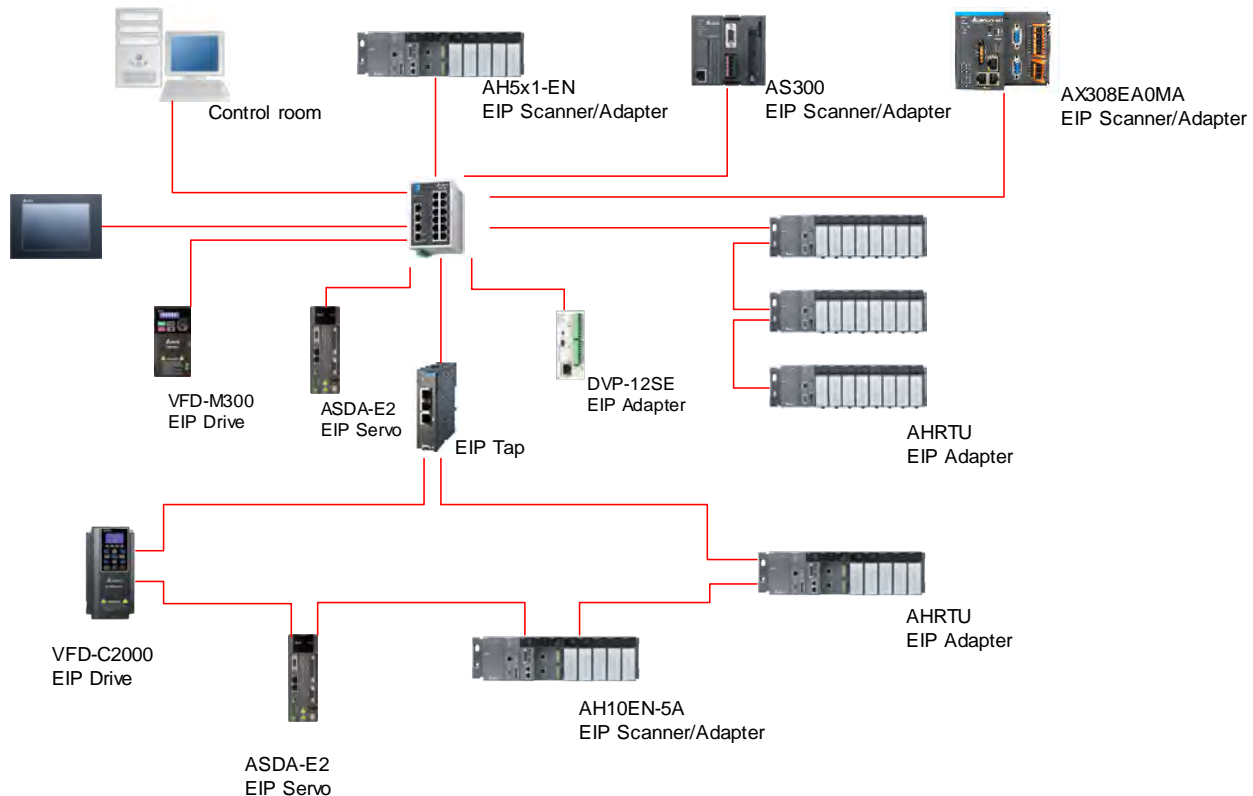 Control room
AH5x1-EN
EIP Scanner/Adapter
AS300
EIP Scanner/Adapter
AX308EA0MA
EIP Scanner/Adapter
VFD-M300
EIP Drive
ASDA-E2
EIP Servo
EIP Tap
DVP-12SE
EIP Adapter
AHRTU
EIP Adapter
VFD-C2000
EIP Drive
ASDA-E2
EIP Servo
AH10EN-5A
EIP Scanner/Adapter
AHRTU
EIP Adapter